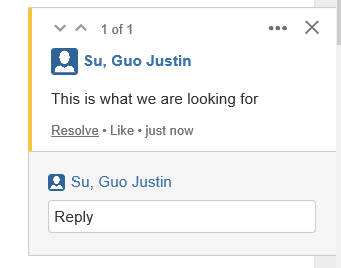 1 of 1
Su, Guo Justin
This is what we are looking for
Resolve • Like • just now
Su, Guo Justin
Reply